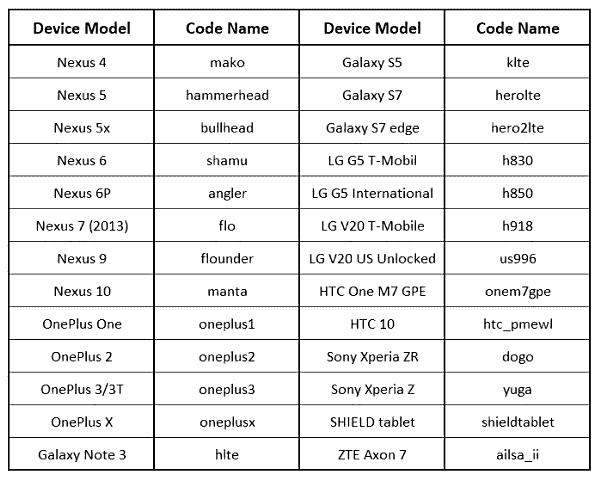 Device Model Code Name Device Model Code Name
Nexus 4 mako Galaxy S5 klte
Nexus 5 hammerhead Galaxy S7 herolte
Nexus 5x bullhead Galaxy S7 edge hero2lte
Nexus 6 shamu LG G5 T-Mobil h830
Nexus 6P angler LG G5 International h850
Nexus 7 (2013) flo LG V20 T-Mobile h918
Nexus 9 flounder LG V20 US Unlocked us996
Nexus 10 manta HTC One M7 GPE onem7gpe
OnePlus One oneplus1 HTC 10 htc_pmewl
OnePlus 2 oneplus2 Sony Xperia ZR dogo
OnePlus 3/3T oneplus3 Sony Xperia Z yuga
OnePlus X oneplusx SHIELD tablet shieldtablet
Galaxy Note 3 hlte ZTE Axon 7 ailsa_ii